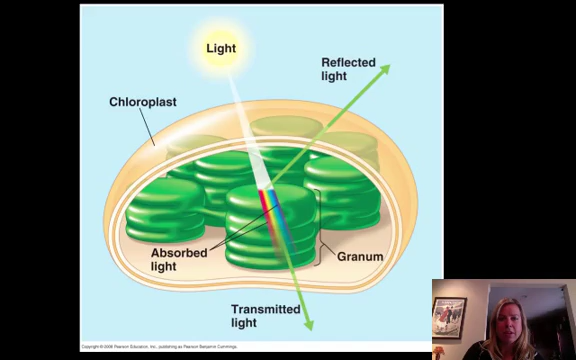 Light
Reflected
light
Chloroplast
Absorbed
light
Granum
Transmitted
light
Copyright © 2008 Pearson Education, Inc., publishing as Pearson Benjamin Cummings.